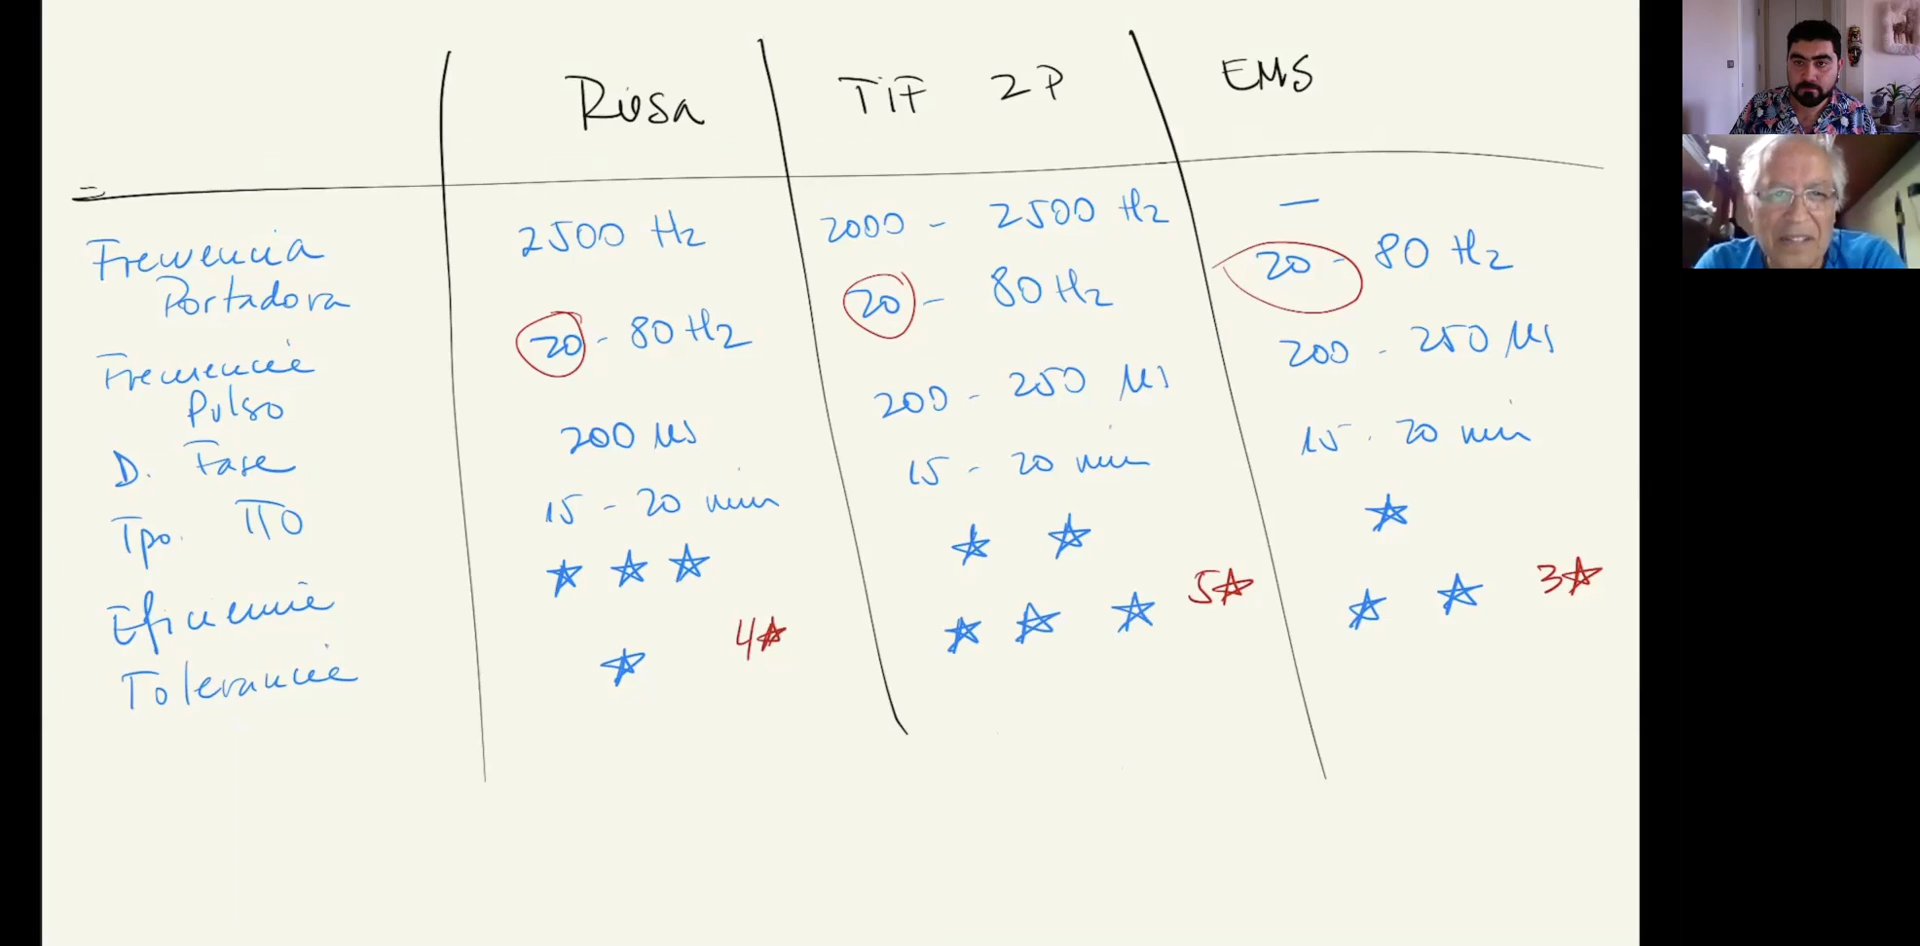 Rusa TIF 2P EMS
Frecuencia Portadora 2500 Hz 2000 - 2500 Hz —
Frecuencia Pulso 20 - 80 Hz 20 - 80 Hz 20 - 80 Hz
D. Fase 200 μs 200 - 250 μs 200 - 250 μs
Tpo. TTO 15 - 20 min 15 - 20 min 15 - 20 min
Eficiencia ☆ ☆ ☆ ☆ ☆ ☆
Tolerancia ☆ 4☆ ☆ ☆ ☆ 5☆ ☆ ☆ 3☆